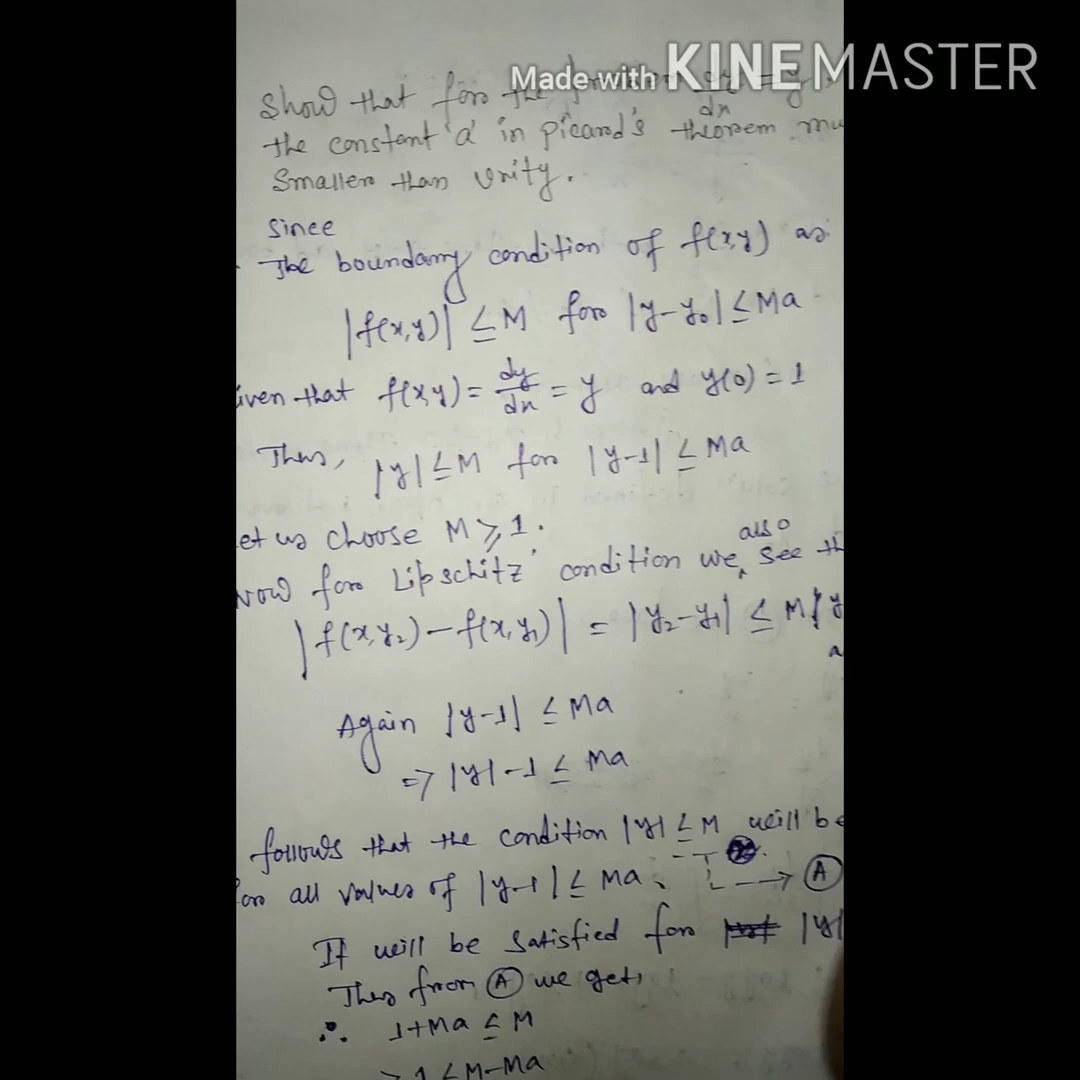 Made with KINEMASTER
Show that for the dy/dx = y
the constant 'a' in picard's theorem mu
Smaller than Unity.
Since
The boundary condition of f(x,y) as
|f(x,y)| ≤ M for |y-y₀| ≤ Ma
iven that f(x,y) = dy/dx = y and y(0) = 1
Thus, |y| ≤ M for |y-1| ≤ Ma
et us choose M ≥ 1.
Now for Lipschitz' condition we also see th
|f(x,y₂) - f(x,y₁)| = |y₂-y₁| ≤ M|y
a
Again |y-1| ≤ Ma
=> |y|-1 ≤ Ma
follows that the condition |y| ≤ M will be
for all values of |y-1| ≤ Ma. → A
It will be satisfied for |y|
Then from A we get,
∴ 1+Ma ≤ M
> 1 ≤ M-Ma